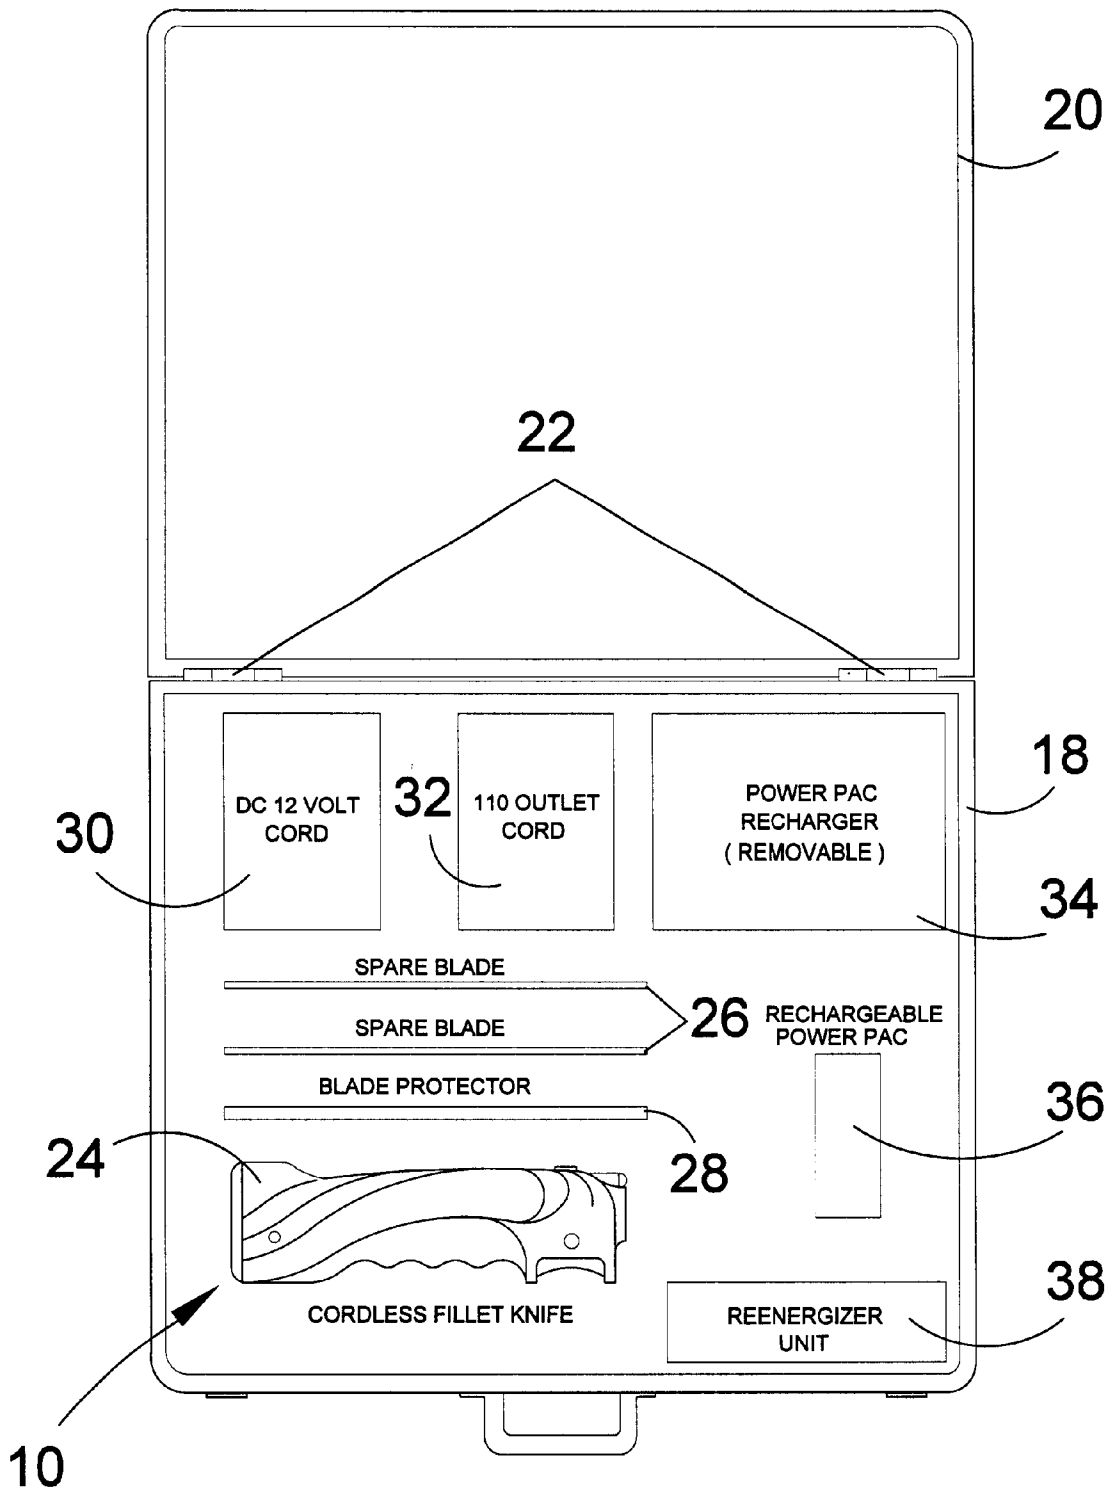 20
22
18
DC 12 VOLT
CORD
30
32
110 OUTLET
CORD
POWER PAC
RECHARGER
( REMOVABLE )
34
SPARE BLADE
26
SPARE BLADE
RECHARGEABLE
POWER PAC
BLADE PROTECTOR
36
24
28
CORDLESS FILLET KNIFE
38
REENERGIZER
UNIT
10